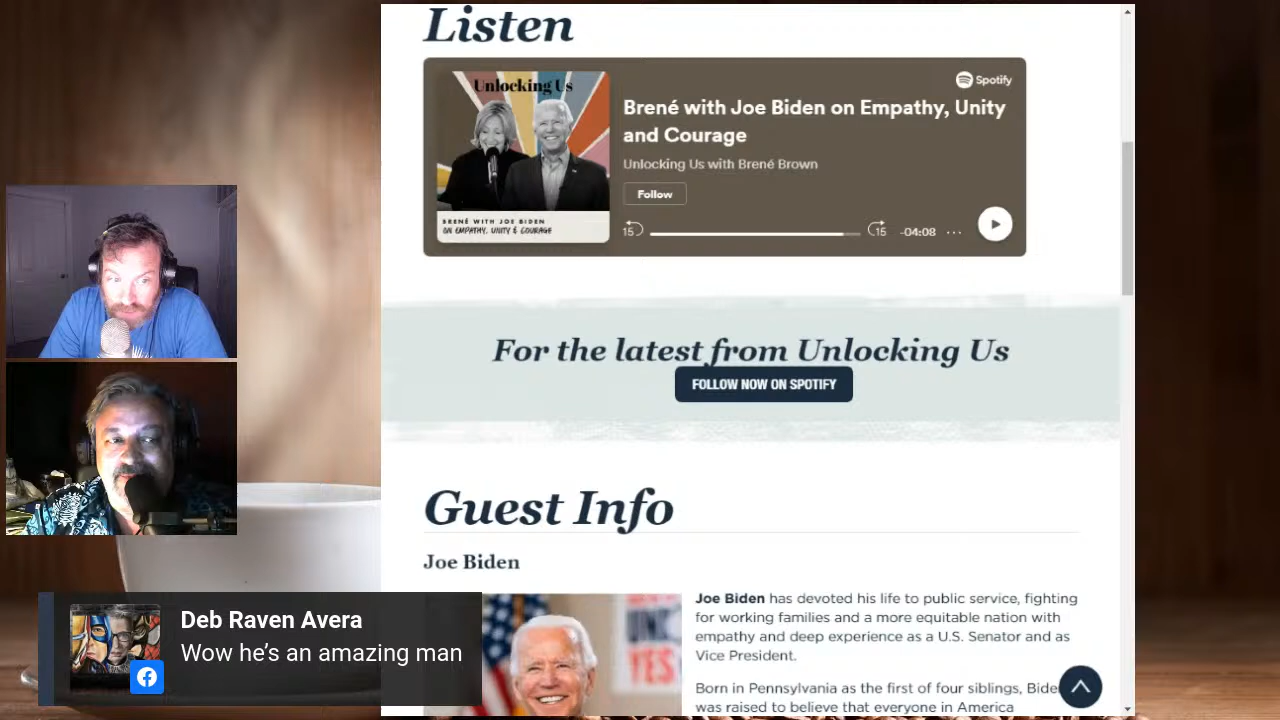 Listen
Unlocking Us
BRENÉ WITH JOE BIDEN
ON EMPATHY, UNITY & COURAGE
Spotify
Brené with Joe Biden on Empathy, Unity
and Courage
Unlocking Us with Brené Brown
Follow
15
15
-04:08
For the latest from Unlocking Us
FOLLOW NOW ON SPOTIFY
Guest Info
Joe Biden
YES
Joe Biden has devoted his life to public service, fighting
for working families and a more equitable nation with
empathy and deep experience as a U.S. Senator and as
Vice President.
Born in Pennsylvania as the first of four siblings,
was raised to believe that everyone in America
Deb Raven Avera
Wow he's an amazing man